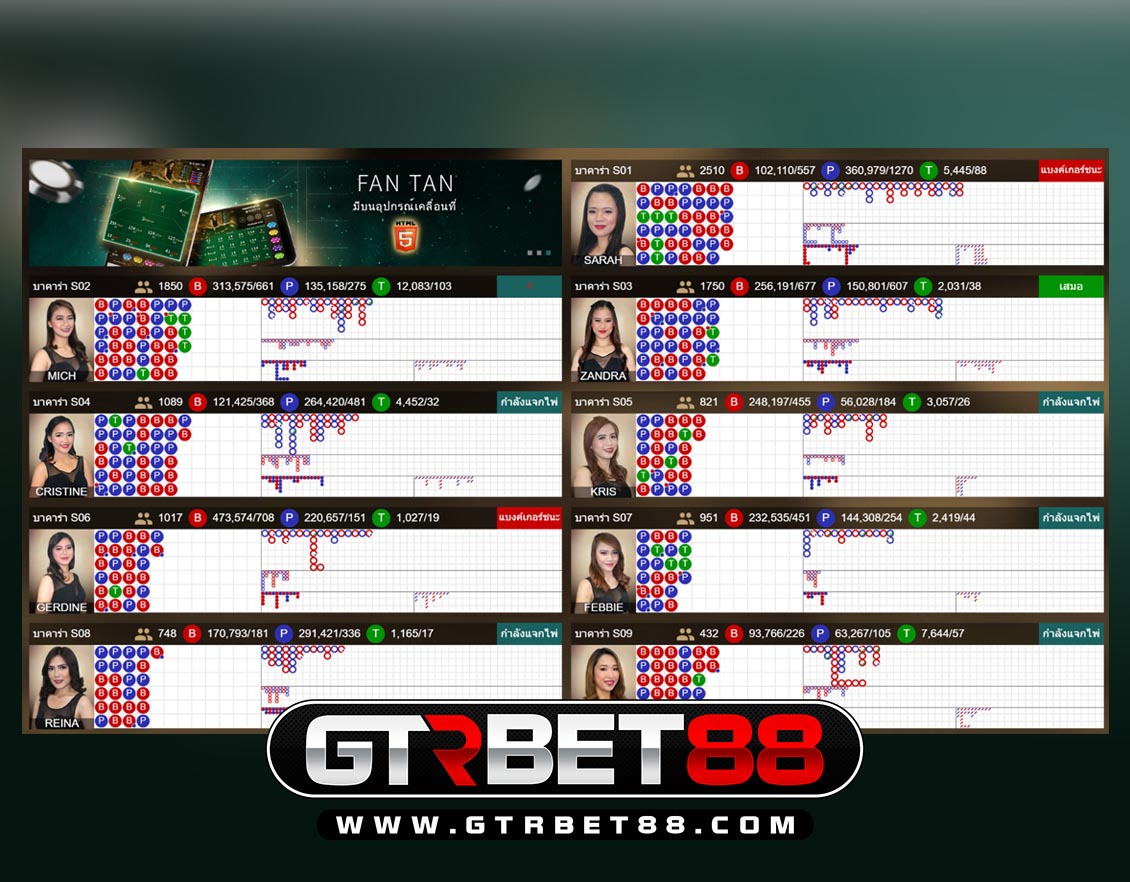 FAN TAN
มีบนอุปกรณ์เคลื่อนที่
HTML
5
บาคาร่า S01 2510 B 102,110/557 P 360,979/1270 T 5,445/88 แบงค์เกอร์ชนะ
SARAH
บาคาร่า S02 1850 B 313,575/661 P 135,158/275 T 12,083/103
MICH
บาคาร่า S03 1750 B 256,191/677 P 150,801/607 T 2,031/38 เสมอ
ZANDRA
บาคาร่า S04 1089 B 121,425/368 P 264,420/481 T 4,452/32 กำลังแจกไพ่
CRISTINE
บาคาร่า S05 821 B 248,197/455 P 56,028/184 T 3,057/26 กำลังแจกไพ่
KRIS
บาคาร่า S06 1017 B 473,574/708 P 220,657/151 T 1,027/19 แบงค์เกอร์ชนะ
GERDINE
บาคาร่า S07 951 B 232,535/451 P 144,308/254 T 2,419/44 กำลังแจกไพ่
FEBBIE
บาคาร่า S08 748 B 170,793/181 P 291,421/336 T 1,165/17 กำลังแจกไพ่
REINA
บาคาร่า S09 432 B 93,766/226 P 63,267/105 T 7,644/57 กำลังแจกไพ่
GTRBET88
WWW.GTRBET88.COM